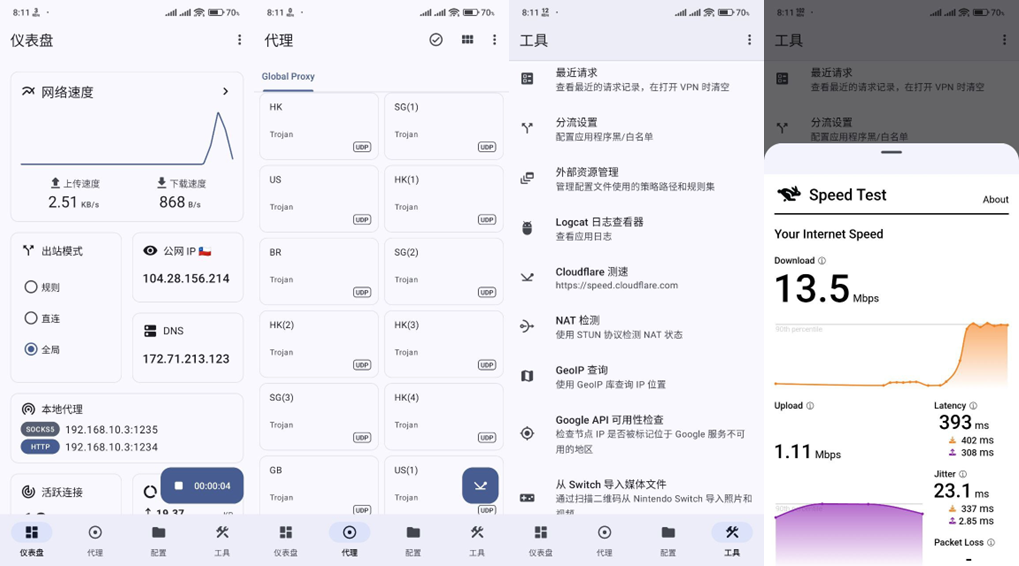 8:11
70%
仪表盘
网络速度
上传速度
下载速度
2.51 KB/s
868 B/s
出站模式
规则
直连
全局
公网 IP
104.28.156.214
DNS
172.71.213.123
本地代理
SOCKS5 192.168.10.3:1235
HTTP 192.168.10.3:1234
活跃连接
00:00:04
仪表盘
代理
配置
工具
8:11
70%
代理
Global Proxy
HK
Trojan
UDP
SG(1)
Trojan
UDP
US
Trojan
UDP
HK(1)
Trojan
UDP
BR
Trojan
UDP
SG(2)
Trojan
UDP
HK(2)
Trojan
UDP
HK(3)
Trojan
UDP
SG(3)
Trojan
UDP
HK(4)
Trojan
UDP
GB
Trojan
UDP
US(1)
Trojan
UDP
仪表盘
代理
配置
工具
8:11
70%
工具
最近请求
查看最近的请求记录，在打开 VPN 时清空
分流设置
配置应用程序黑/白名单
外部资源管理
管理配置文件使用的策略路径和规则集
Logcat 日志查看器
查看应用日志
Cloudflare 测速
https://speed.cloudflare.com
NAT 检测
使用 STUN 协议检测 NAT 状态
GeoIP 查询
使用 GeoIP 库查询 IP 位置
Google API 可用性检查
检查节点 IP 是否被标记位于 Google 服务不可
用的地区
从 Switch 导入媒体文件
通过扫描二维码从 Nintendo Switch 导入照片和
视频
仪表盘
代理
配置
工具
8:11
70%
工具
最近请求
查看最近的请求记录，在打开 VPN 时清空
分流设置
配置应用程序黑/白名单
Speed Test
About
Your Internet Speed
Download
13.5 Mbps
90th percentile
Upload
1.11 Mbps
Latency
393 ms
402 ms
308 ms
Jitter
23.1 ms
337 ms
2.85 ms
Packet Loss
-